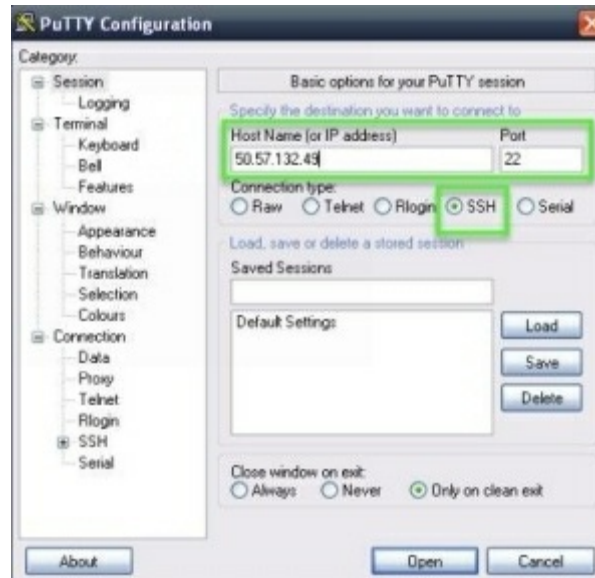 PuTTY Configuration
Category:
Session
Logging
Terminal
Keyboard
Bell
Features
Window
Appearance
Behaviour
Translation
Selection
Colours
Connection
Data
Proxy
Telnet
Rlogin
SSH
Serial
Basic options for your PuTTY session
Specify the destination you want to connect to
Host Name (or IP address) Port
50.57.132.49 22
Connection type:
Raw Telnet Rlogin SSH Serial
Load, save or delete a stored session
Saved Sessions
Default Settings
Load
Save
Delete
Close window on exit:
Always Never Only on clean exit
About Open Cancel